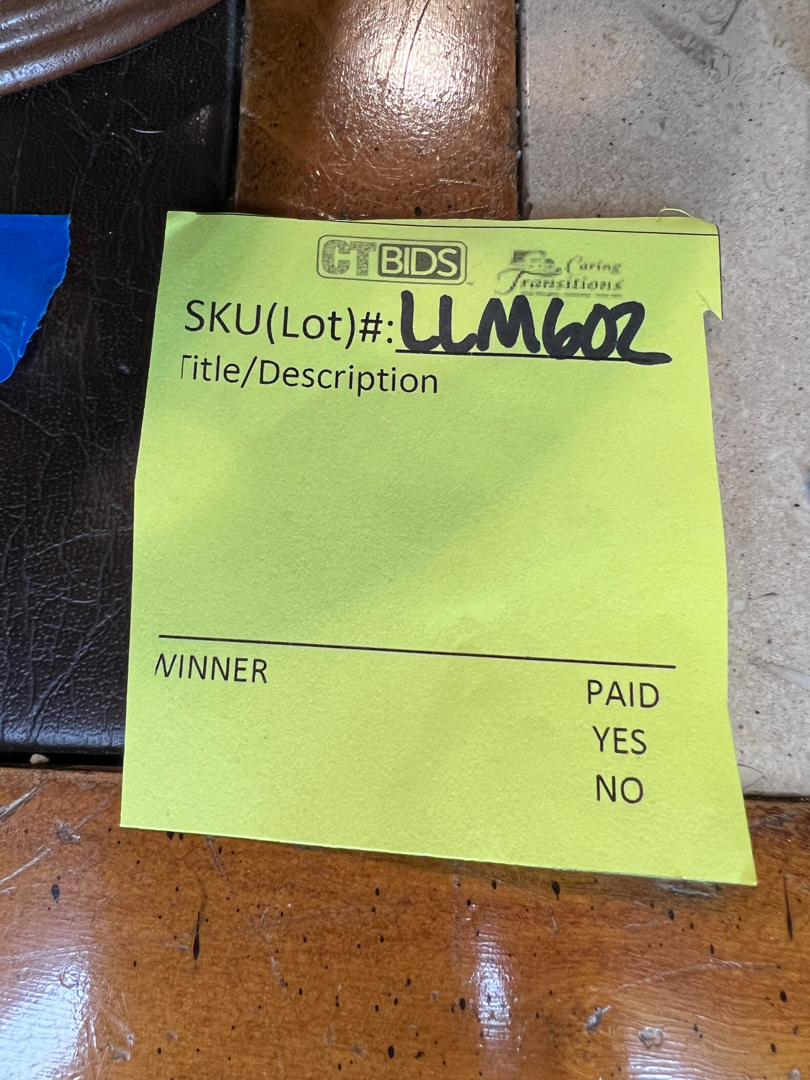 CTBIDS
Caring Transitions
SKU(Lot)#: LLM602
Title/Description
WINNER
PAID
YES
NO